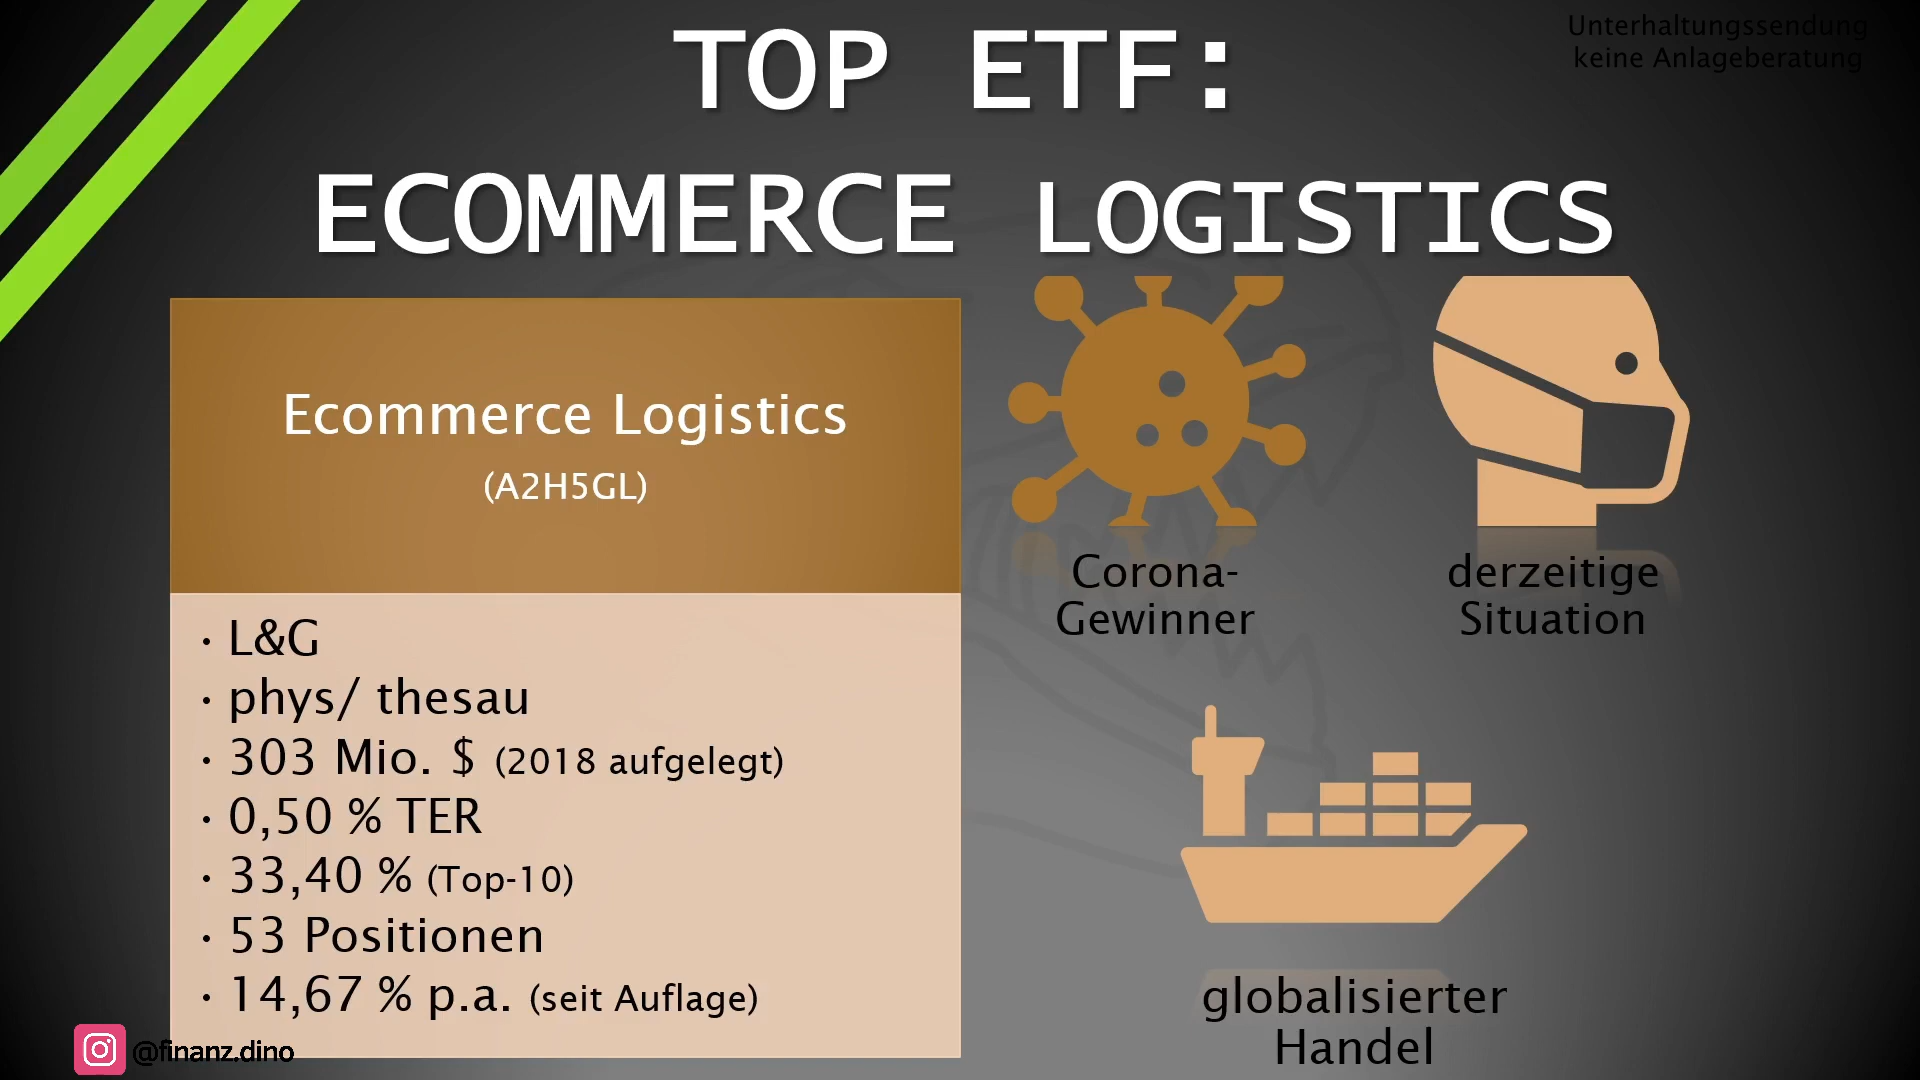 Unterhaltungssendung
keine Anlageberatung
TOP ETF:
ECOMMERCE LOGISTICS
Ecommerce Logistics
(A2H5GL)
· L&G
· phys/ thesau
· 303 Mio. $ (2018 aufgelegt)
· 0,50 % TER
· 33,40 % (Top-10)
· 53 Positionen
· 14,67 % p.a. (seit Auflage)
Corona-
Gewinner
derzeitige
Situation
globalisierter
Handel
@finanz.dino